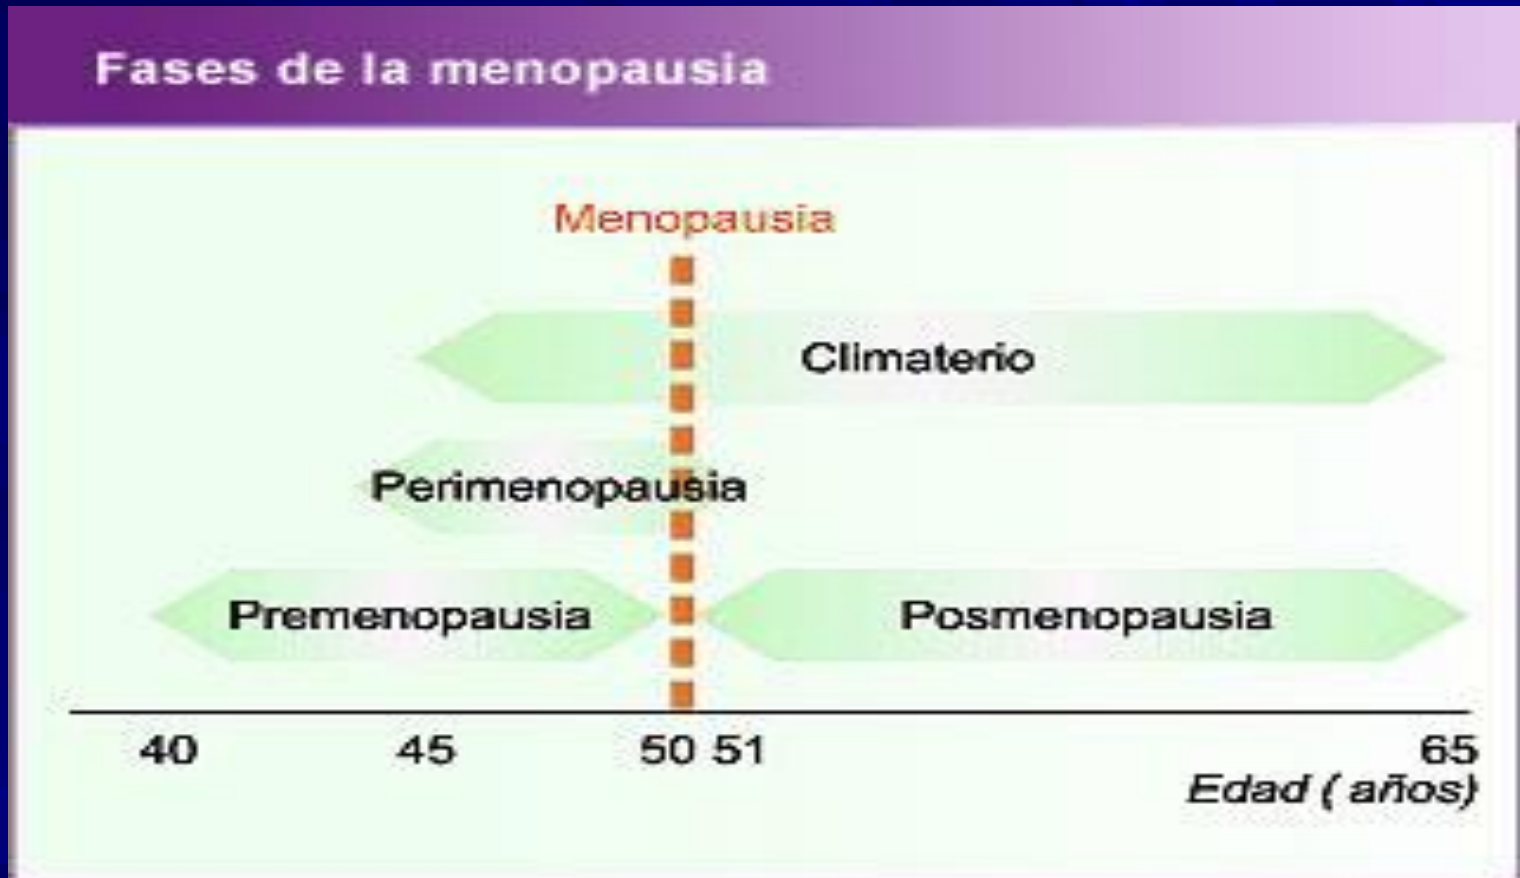 Fases de la menopausia
Menopausia
Climaterio
Perimenopausia
Premenopausia
Posmenopausia
40 45 50 51 65
Edad ( años)